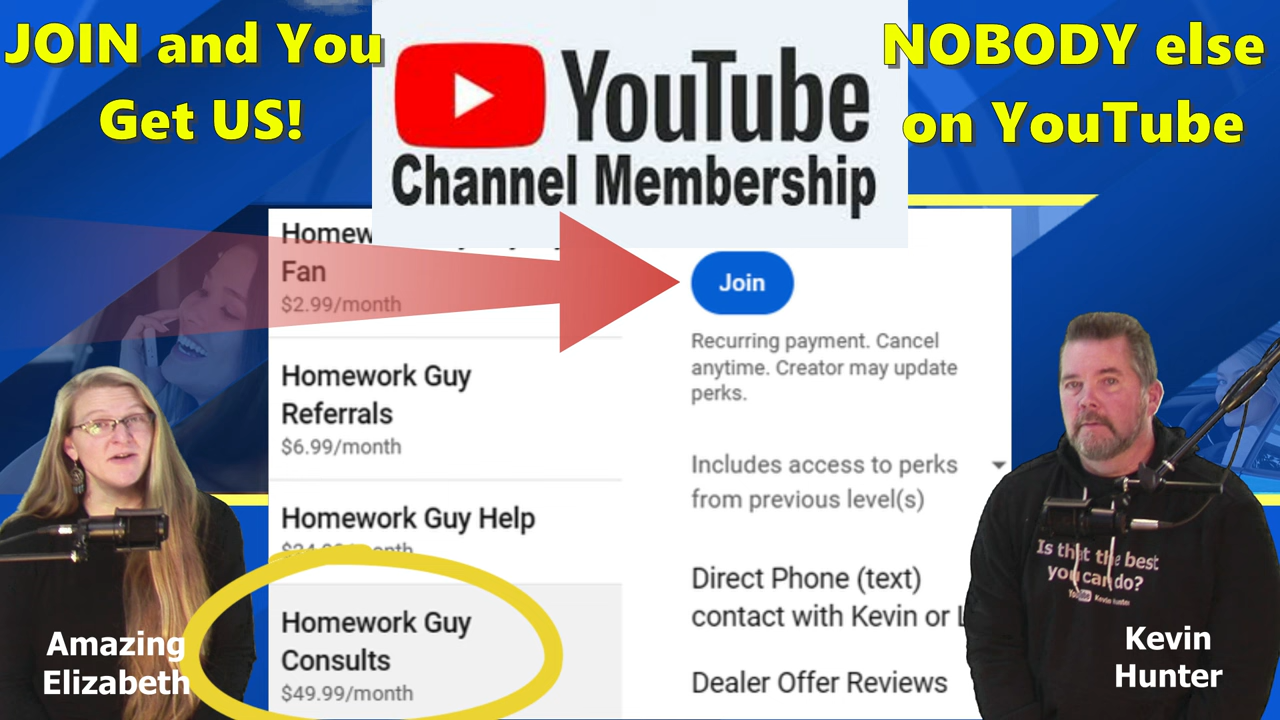 JOIN and You
Get US!
YouTube
Channel Membership
NOBODY else
on YouTube
Fan
$2.99/month
Homework Guy
Referrals
$6.99/month
Homework Guy Help
Homework Guy
Consults
$49.99/month
Join
Recurring payment. Cancel
anytime. Creator may update
perks.
Includes access to perks
from previous level(s)
Direct Phone (text)
contact with Kevin or
Dealer Offer Reviews
Amazing
Elizabeth
Is that the best
you can do?
YouTube Kevin Hunter
Kevin
Hunter